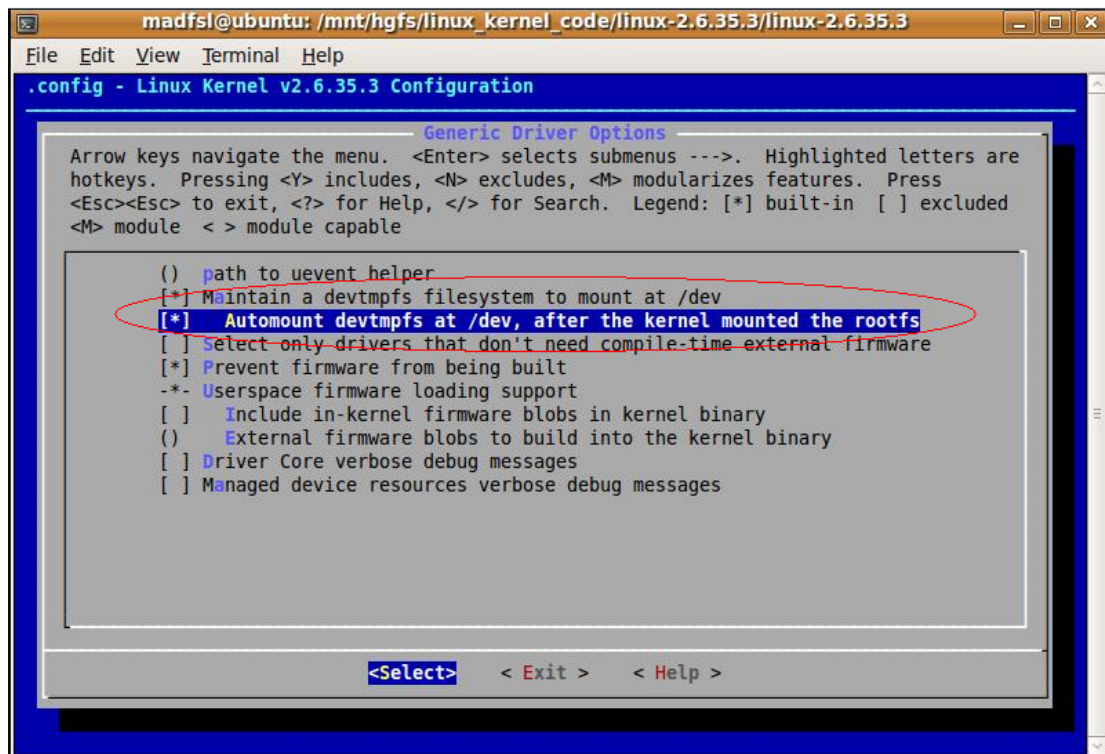 madfsl@ubuntu: /mnt/hgfs/linux_kernel_code/linux-2.6.35.3/linux-2.6.35.3
File Edit View Terminal Help
.config - Linux Kernel v2.6.35.3 Configuration
Generic Driver Options
Arrow keys navigate the menu. <Enter> selects submenus --->. Highlighted letters are
hotkeys. Pressing <Y> includes, <N> excludes, <M> modularizes features. Press
<Esc><Esc> to exit, <?> for Help, </> for Search. Legend: [*] built-in [ ] excluded
<M> module < > module capable
() path to uevent helper
[*] Maintain a devtmpfs filesystem to mount at /dev
[*] Automount devtmpfs at /dev, after the kernel mounted the rootfs
[ ] Select only drivers that don't need compile-time external firmware
[*] Prevent firmware from being built
-*- Userspace firmware loading support
[ ] Include in-kernel firmware blobs in kernel binary
() External firmware blobs to build into the kernel binary
[ ] Driver Core verbose debug messages
[ ] Managed device resources verbose debug messages
<Select> < Exit > < Help >